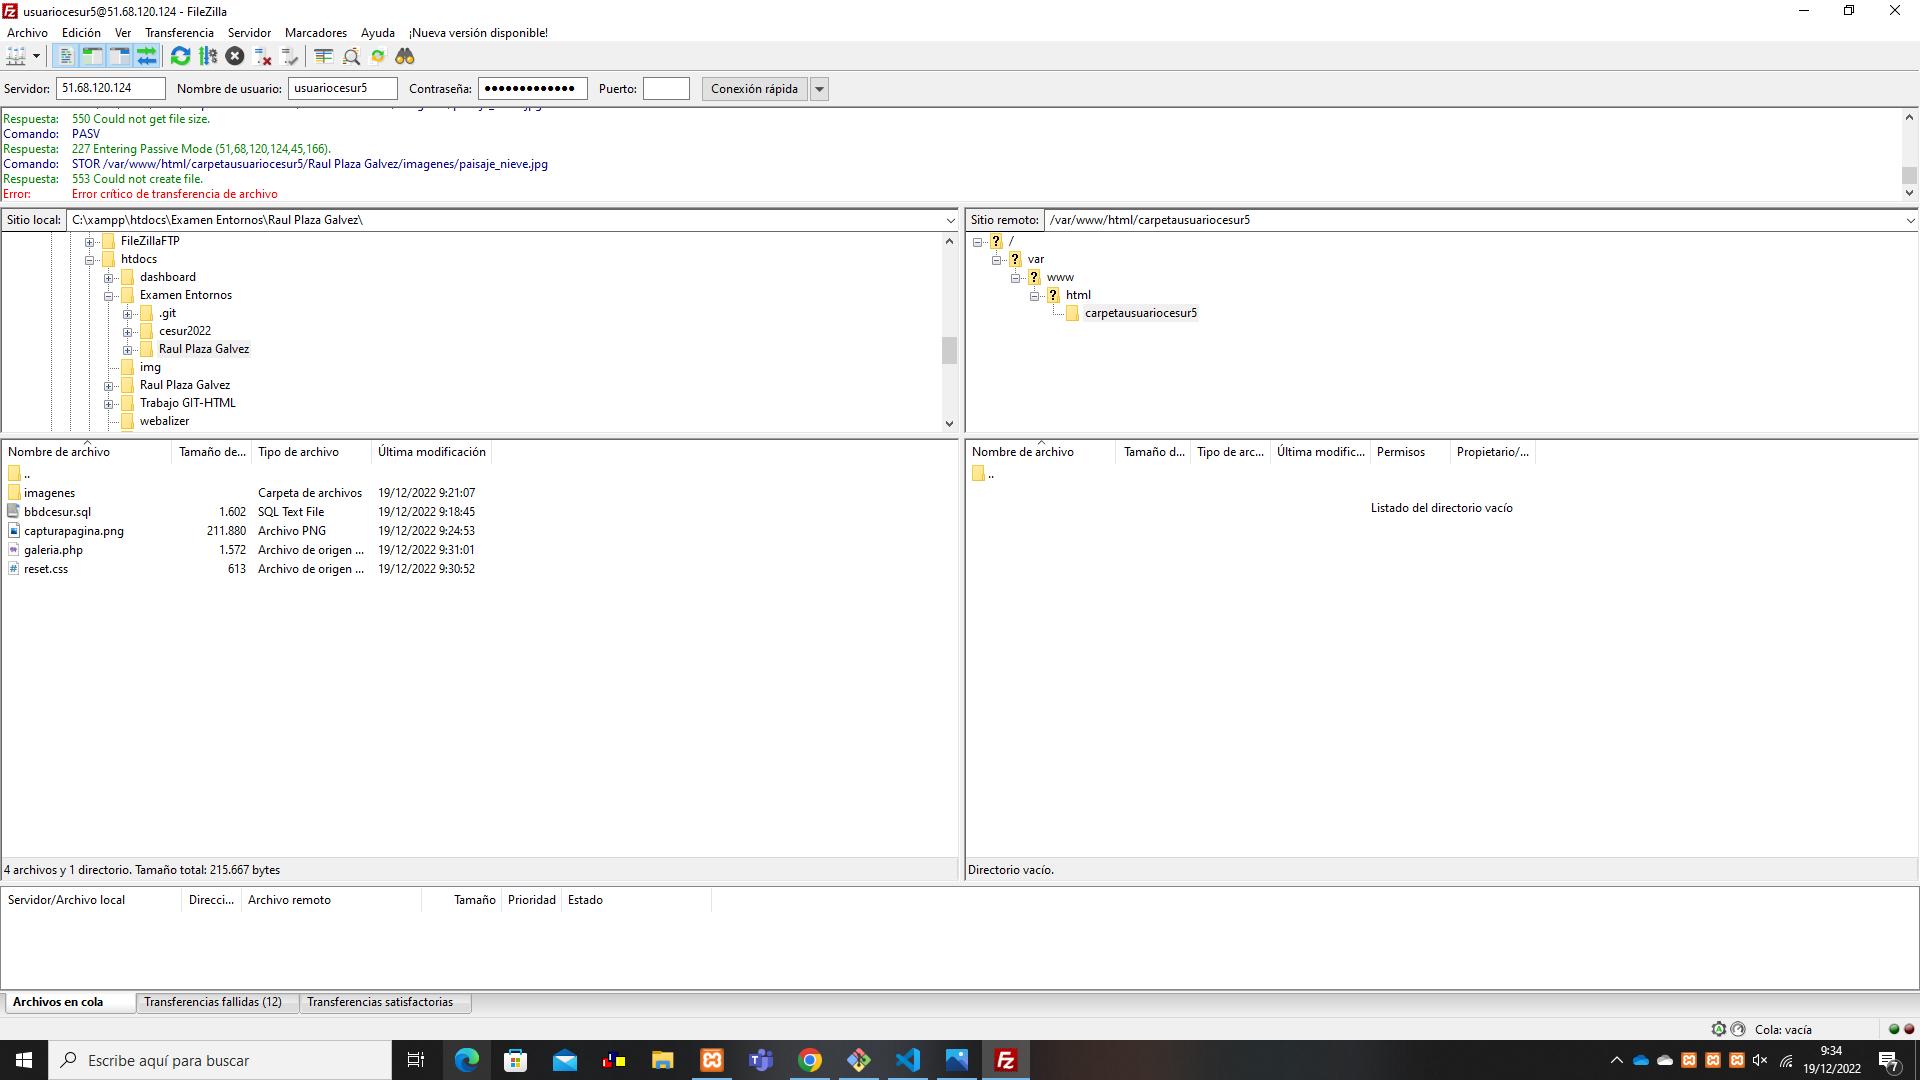 usuariocesur5@51.68.120.124 - FileZilla
Archivo Edición Ver Transferencia Servidor Marcadores Ayuda ¡Nueva versión disponible!
Servidor: 51.68.120.124 Nombre de usuario: usuariocesur5 Contraseña: ●●●●●●●●●●●●● Puerto: Conexión rápida
Respuesta: 550 Could not get file size.
Comando: PASV
Respuesta: 227 Entering Passive Mode (51,68,120,124,45,166).
Comando: STOR /var/www/html/carpetausuariocesur5/Raul Plaza Galvez/imagenes/paisaje_nieve.jpg
Respuesta: 553 Could not create file.
Error: Error crítico de transferencia de archivo
Sitio local: C:\xampp\htdocs\Examen Entornos\Raul Plaza Galvez\
FileZillaFTP
htdocs
dashboard
Examen Entornos
.git
cesur2022
Raul Plaza Galvez
img
Raul Plaza Galvez
Trabajo GIT-HTML
webalizer
Sitio remoto: /var/www/html/carpetausuariocesur5
/
var
www
html
carpetausuariocesur5
Nombre de archivo Tamaño de... Tipo de archivo Última modificación
..
imagenes Carpeta de archivos 19/12/2022 9:21:07
bbdcesur.sql 1.602 SQL Text File 19/12/2022 9:18:45
capturapagina.png 211.880 Archivo PNG 19/12/2022 9:24:53
galeria.php 1.572 Archivo de origen ... 19/12/2022 9:31:01
reset.css 613 Archivo de origen ... 19/12/2022 9:30:52
4 archivos y 1 directorio. Tamaño total: 215.667 bytes
Nombre de archivo Tamaño d... Tipo de arc... Última modific... Permisos Propietario/...
..
Listado del directorio vacío
Directorio vacío.
Servidor/Archivo local Direcci... Archivo remoto Tamaño Prioridad Estado
Archivos en cola Transferencias fallidas (12) Transferencias satisfactorias
Cola: vacía
Escribe aquí para buscar
9:34
19/12/2022
7